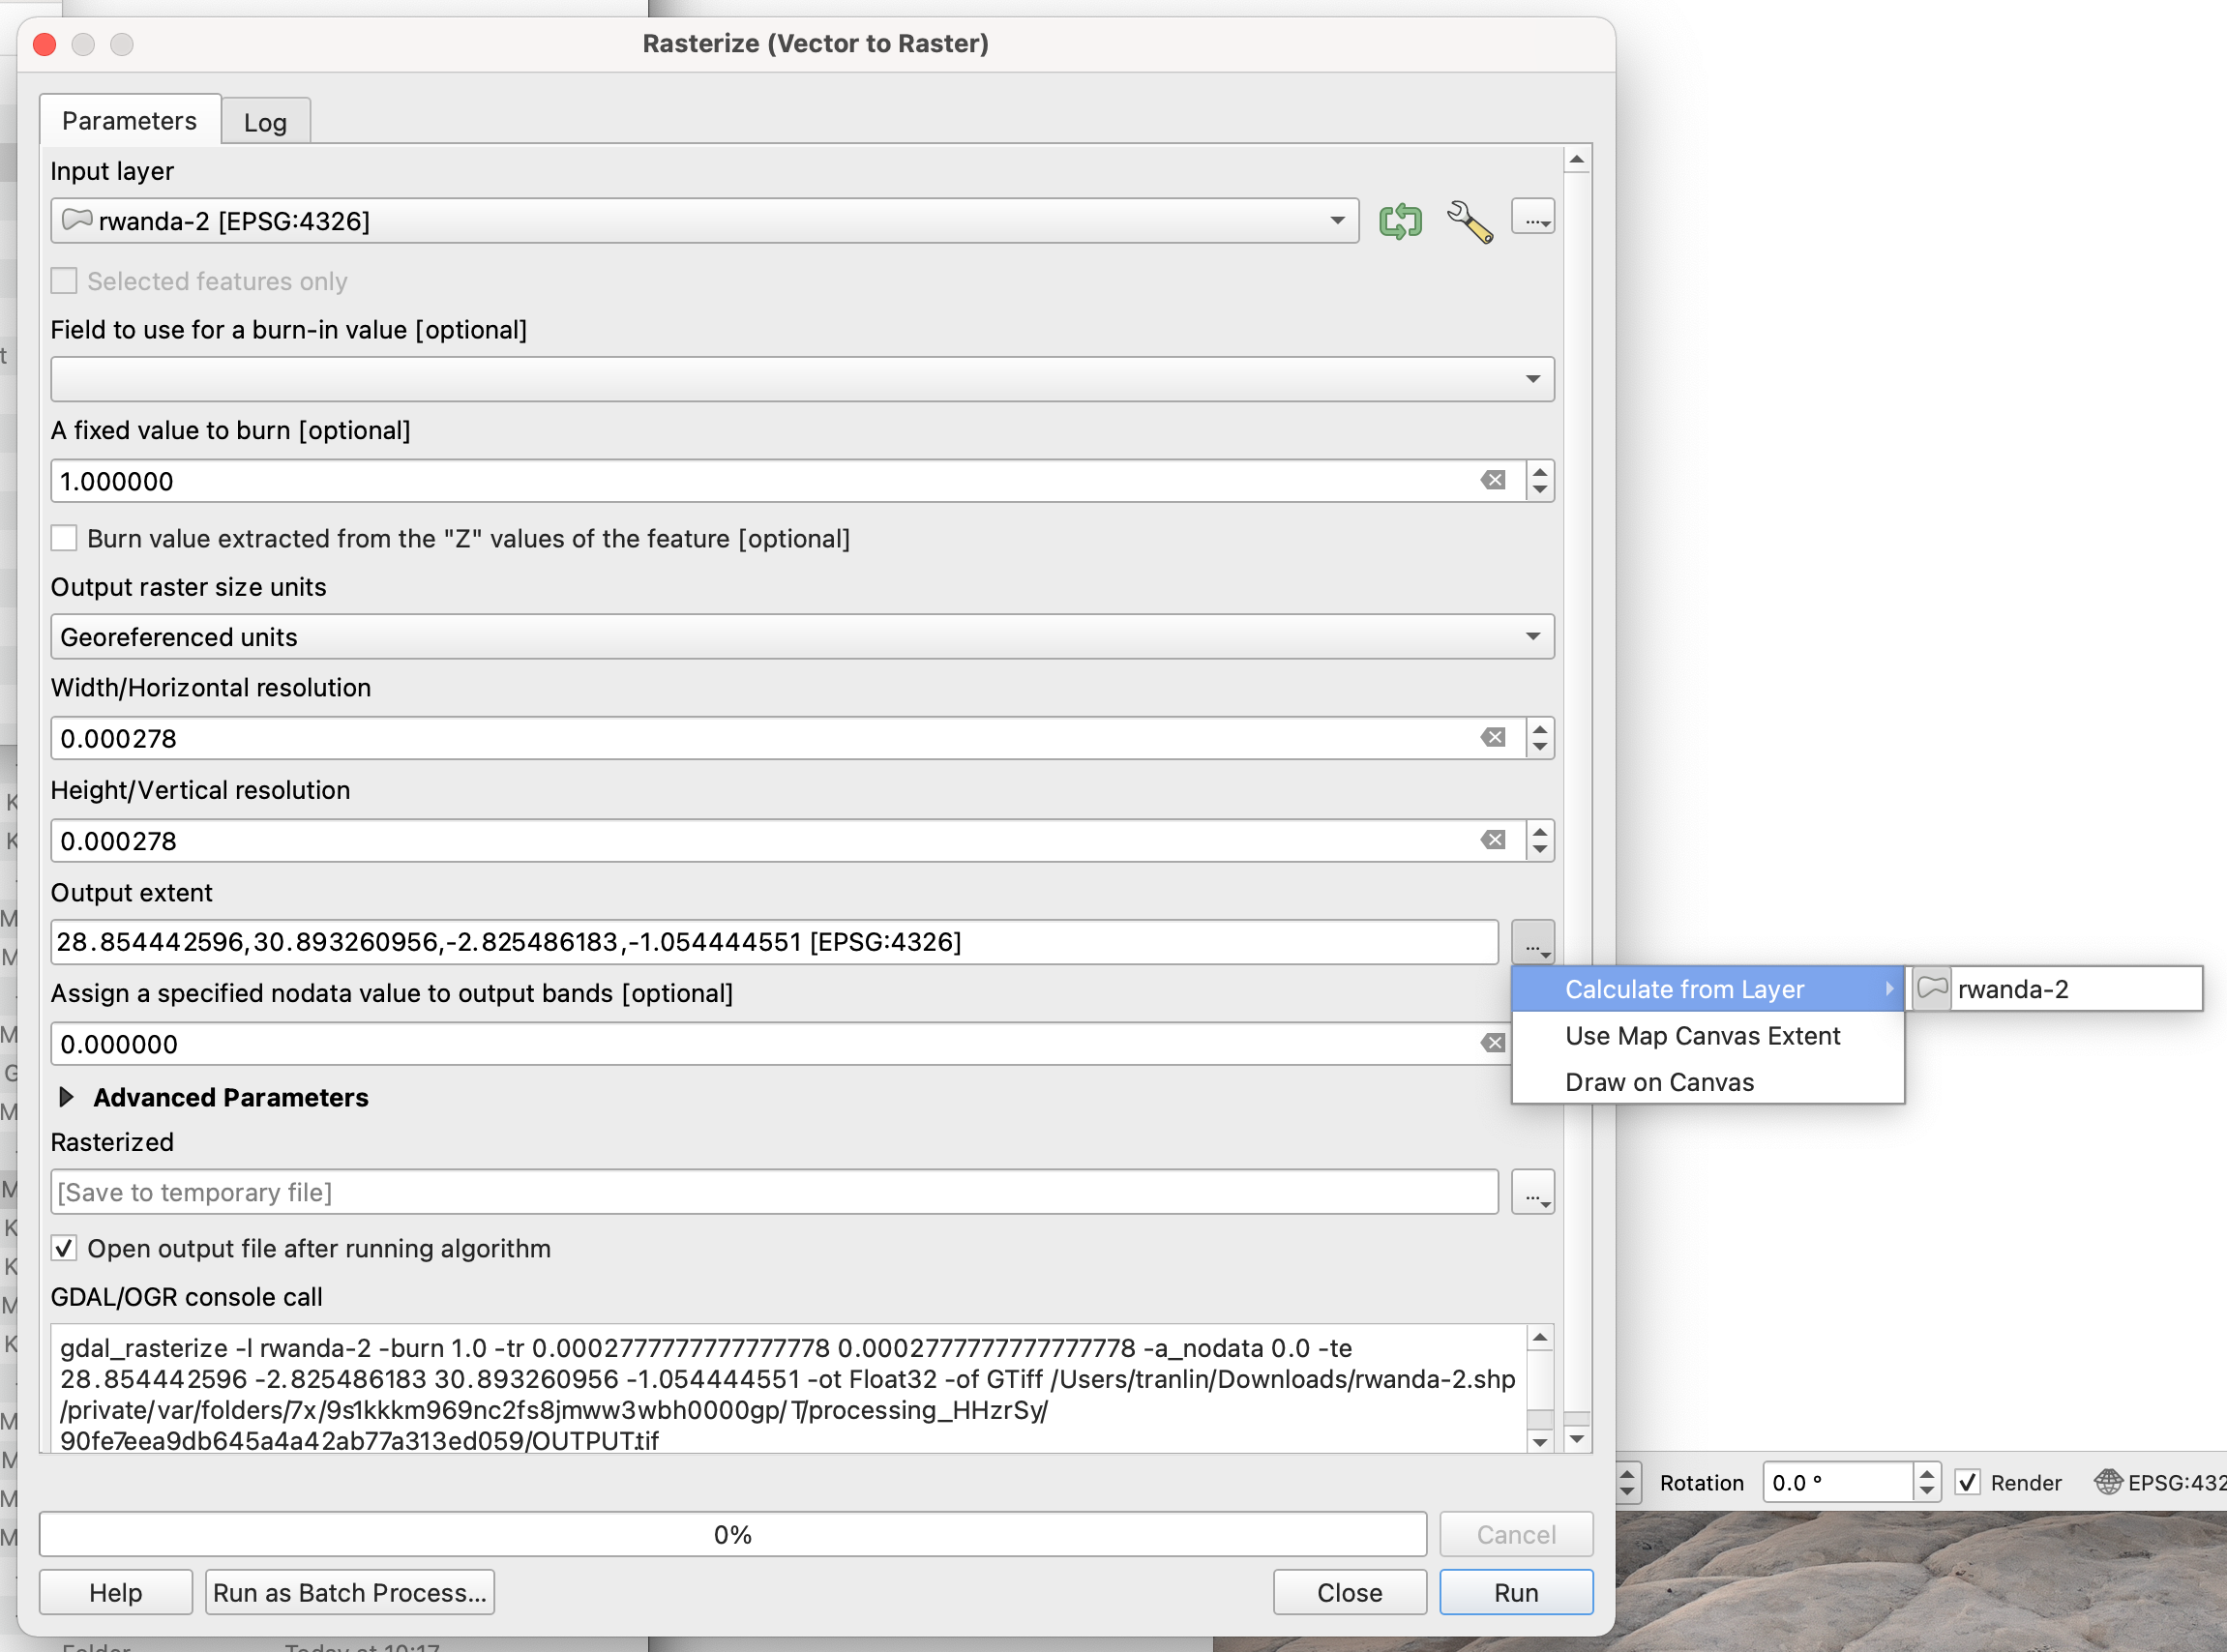 Rasterize (Vector to Raster)
Parameters
Log
Input layer
rwanda-2 [EPSG:4326]
...
Selected features only
Field to use for a burn-in value [optional]
A fixed value to burn [optional]
1.000000
Burn value extracted from the "Z" values of the feature [optional]
Output raster size units
Georeferenced units
Width/Horizontal resolution
0.000278
Height/Vertical resolution
0.000278
Output extent
28.854442596,30.893260956,-2.825486183,-1.054444551 [EPSG:4326]
...
Calculate from Layer
rwanda-2
Use Map Canvas Extent
Draw on Canvas
Assign a specified nodata value to output bands [optional]
0.000000
Advanced Parameters
Rasterized
[Save to temporary file]
...
Open output file after running algorithm
GDAL/OGR console call
gdal_rasterize -l rwanda-2 -burn 1.0 -tr 0.0002777777777777778 0.0002777777777777778 -a_nodata 0.0 -te
28.854442596 -2.825486183 30.893260956 -1.054444551 -ot Float32 -of GTiff /Users/tranlin/Downloads/rwanda-2.shp
/private/var/folders/7x/9s1kkkm969nc2fs8jmww3wbh0000gp/T/processing_HHzrSy/
90fe7eea9db645a4a42ab77a313ed059/OUTPUT.tif
0%
Cancel
Help
Run as Batch Process...
Close
Run
Rotation
0.0 °
Render
EPSG:432
Folder
Today at 10:17